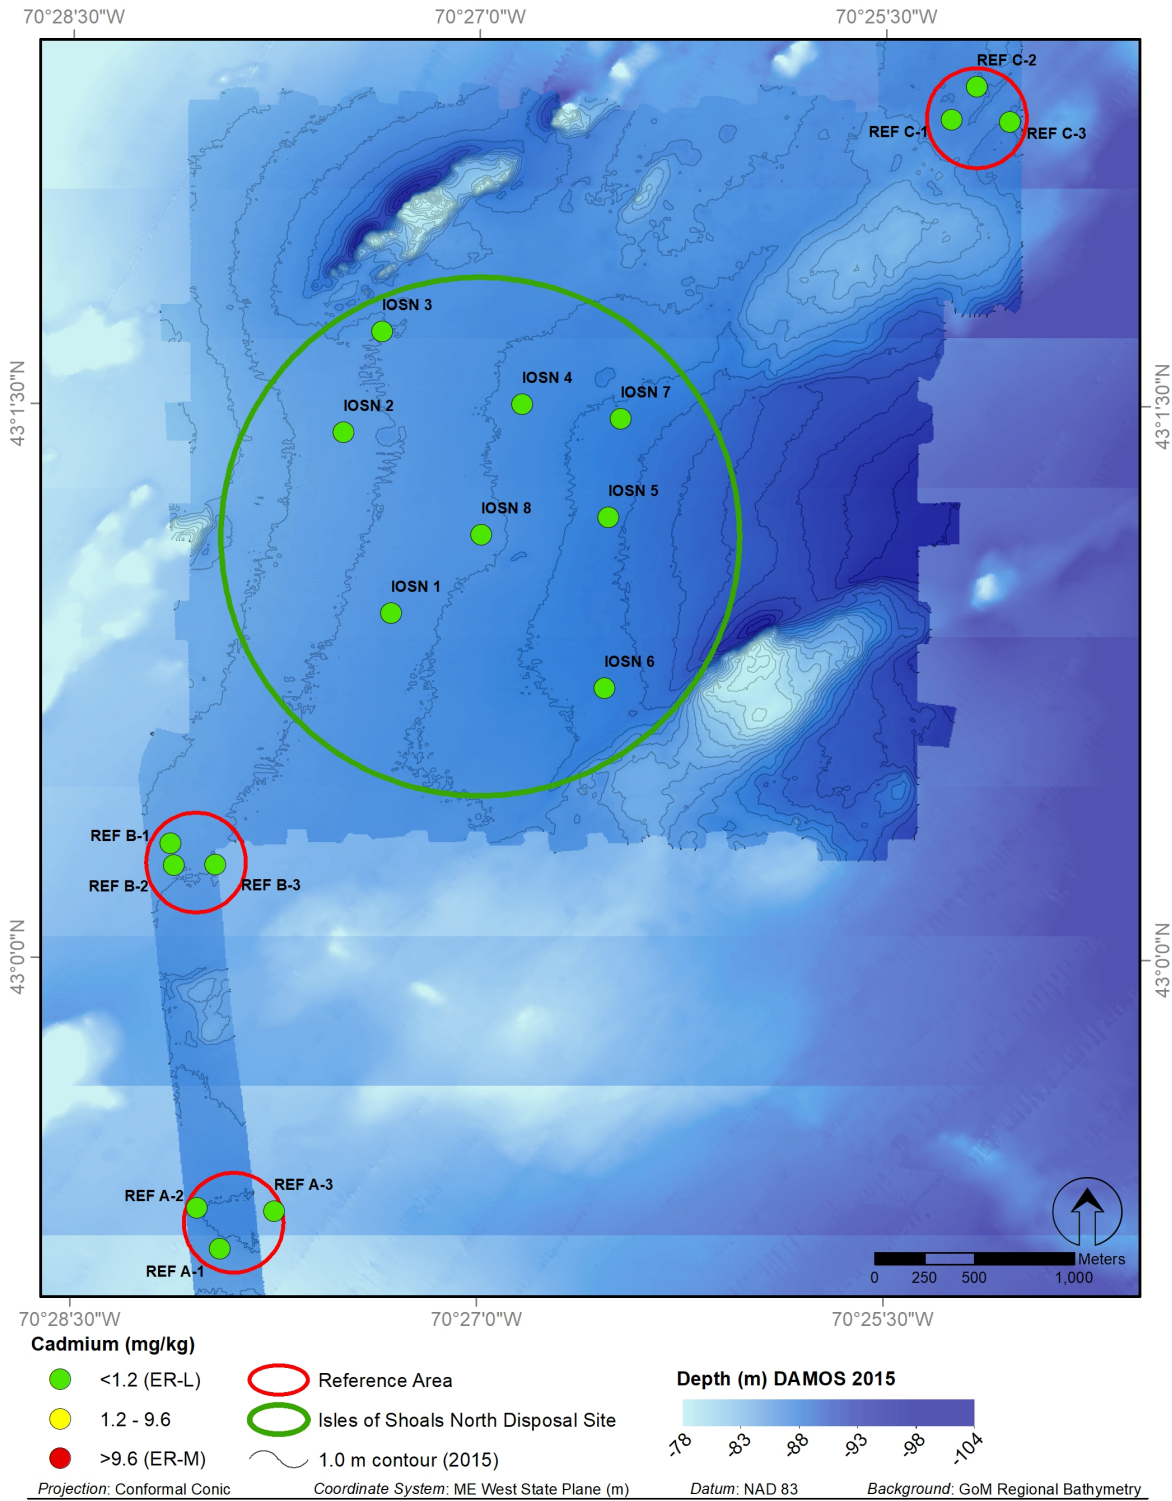 70°28'30"W 70°27'0"W 70°25'30"W
REF C-2
REF C-1
REF C-3
IOSN 3
43°1'30"N
43°1'30"N
IOSN 4
IOSN 7
IOSN 2
IOSN 5
IOSN 8
IOSN 1
IOSN 6
REF B-1
REF B-2
REF B-3
43°0'0"N
43°0'0"N
REF A-3
REF A-2
REF A-1
Meters
0 250 500 1,000
70°28'30"W 70°27'0"W 70°25'30"W
Cadmium (mg/kg)
<1.2 (ER-L)
1.2 - 9.6
>9.6 (ER-M)
Reference Area
Isles of Shoals North Disposal Site
1.0 m contour (2015)
Depth (m) DAMOS 2015
-78 -83 -88 -93 -98 -104
Projection: Conformal Conic Coordinate System: ME West State Plane (m) Datum: NAD 83 Background: GoM Regional Bathymetry